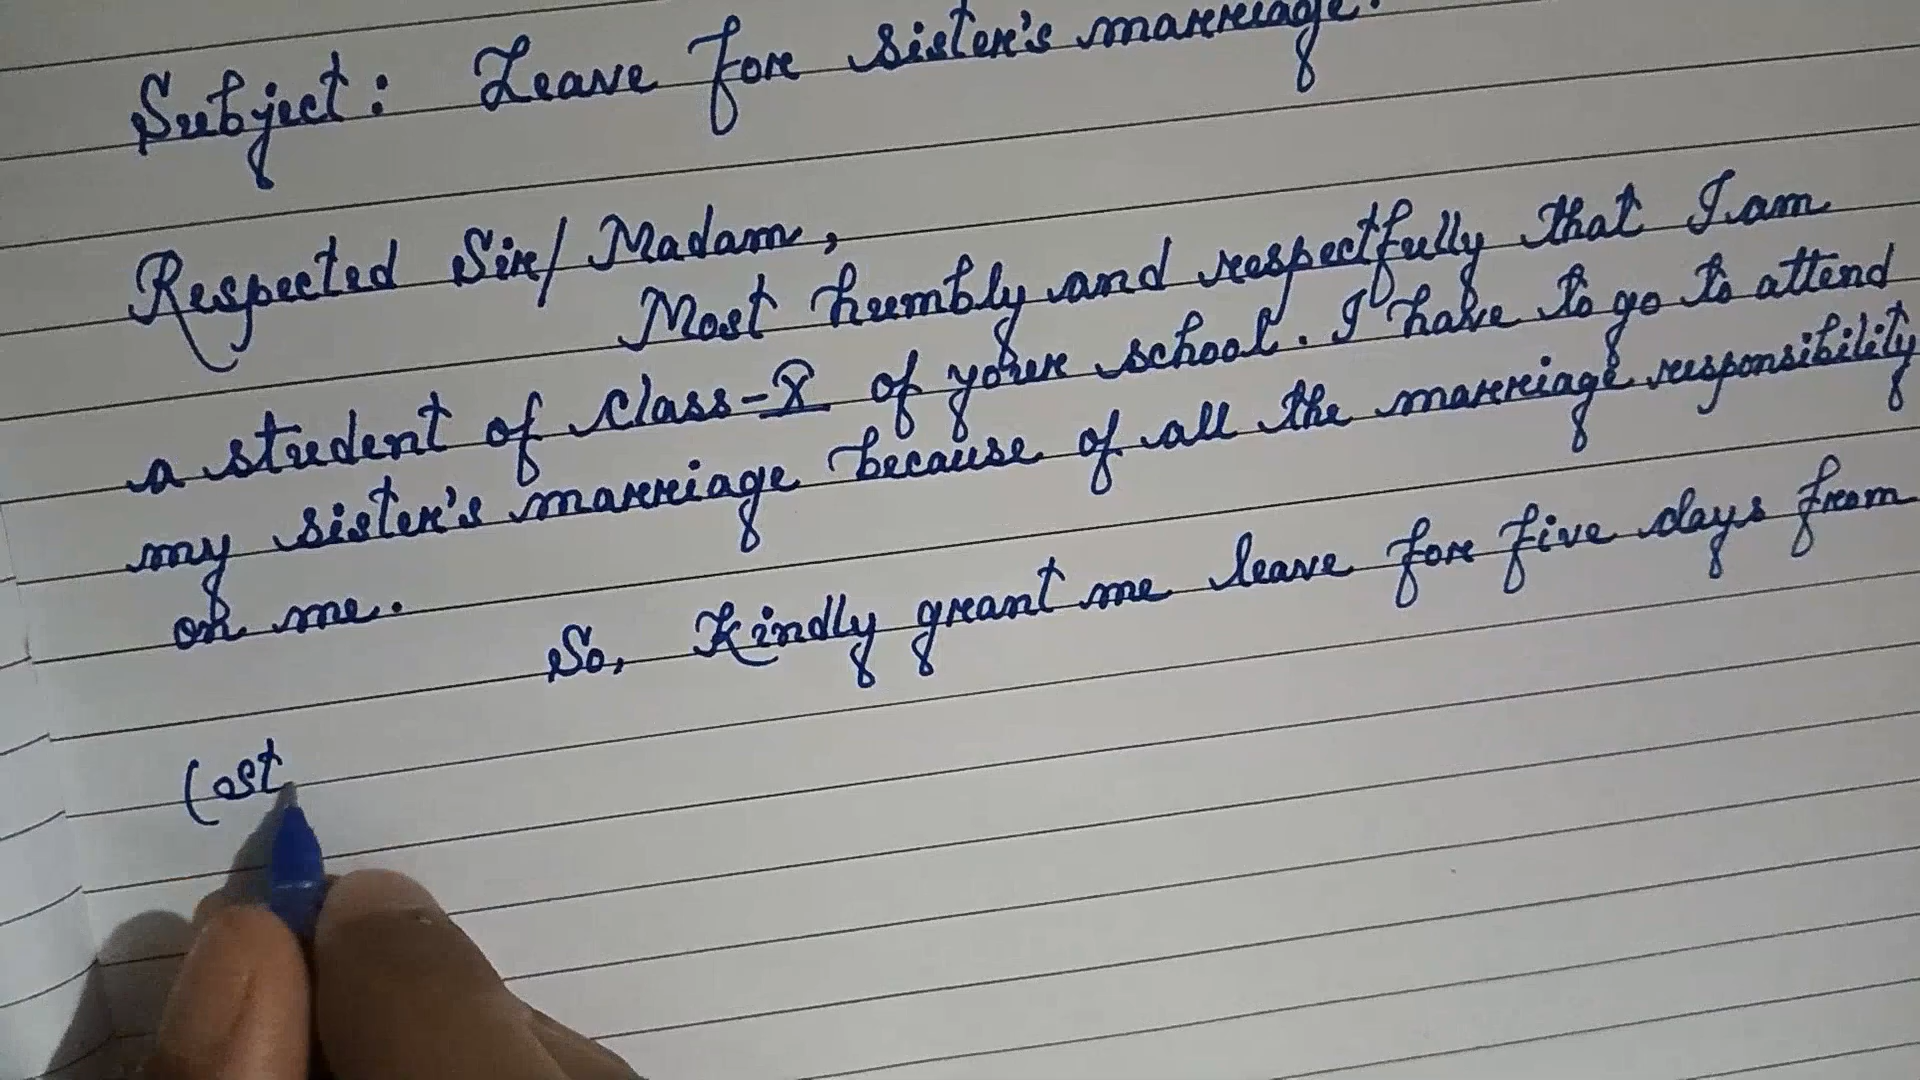 Subject: Leave for sister's marriage.
Respected Sir/ Madam,
Most humbly and respectfully that I am
a student of class-X of your school. I have to go to attend
my sister's marriage because of all the marriage responsibility
on me.
So, Kindly grant me leave for five days from
(ost